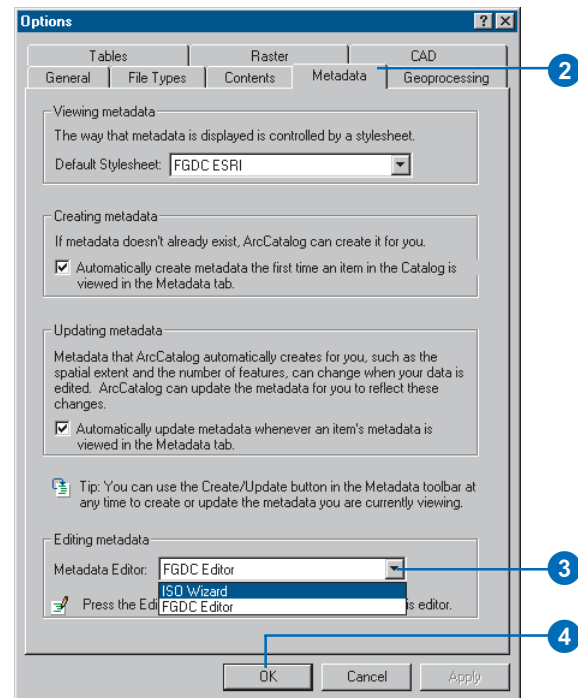 Options
Tables Raster CAD
General File Types Contents Metadata Geoprocessing
2
Viewing metadata
The way that metadata is displayed is controlled by a stylesheet.
Default Stylesheet: FGDC ESRI
Creating metadata
If metadata doesn't already exist, ArcCatalog can create it for you.
Automatically create metadata the first time an item in the Catalog is
viewed in the Metadata tab.
Updating metadata
Metadata that ArcCatalog automatically creates for you, such as the
spatial extent and the number of features, can change when your data is
edited. ArcCatalog can update the metadata for you to reflect these
changes.
Automatically update metadata whenever an item's metadata is
viewed in the Metadata tab.
Tip: You can use the Create/Update button in the Metadata toolbar at
any time to create or update the metadata you are currently viewing.
Editing metadata
Metadata Editor: FGDC Editor
3
ISO Wizard
Press the Edi FGDC Editor is editor.
4
OK Cancel Apply